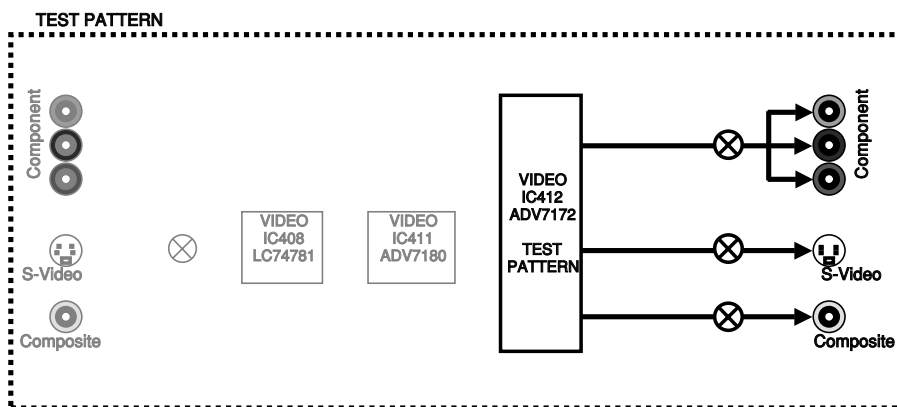 TEST PATTERN
Component
S-Video
Composite
VIDEO
IC408
LC74781
VIDEO
IC411
ADV7180
VIDEO
IC412
ADV7172
TEST
PATTERN
Component
S-Video
Composite